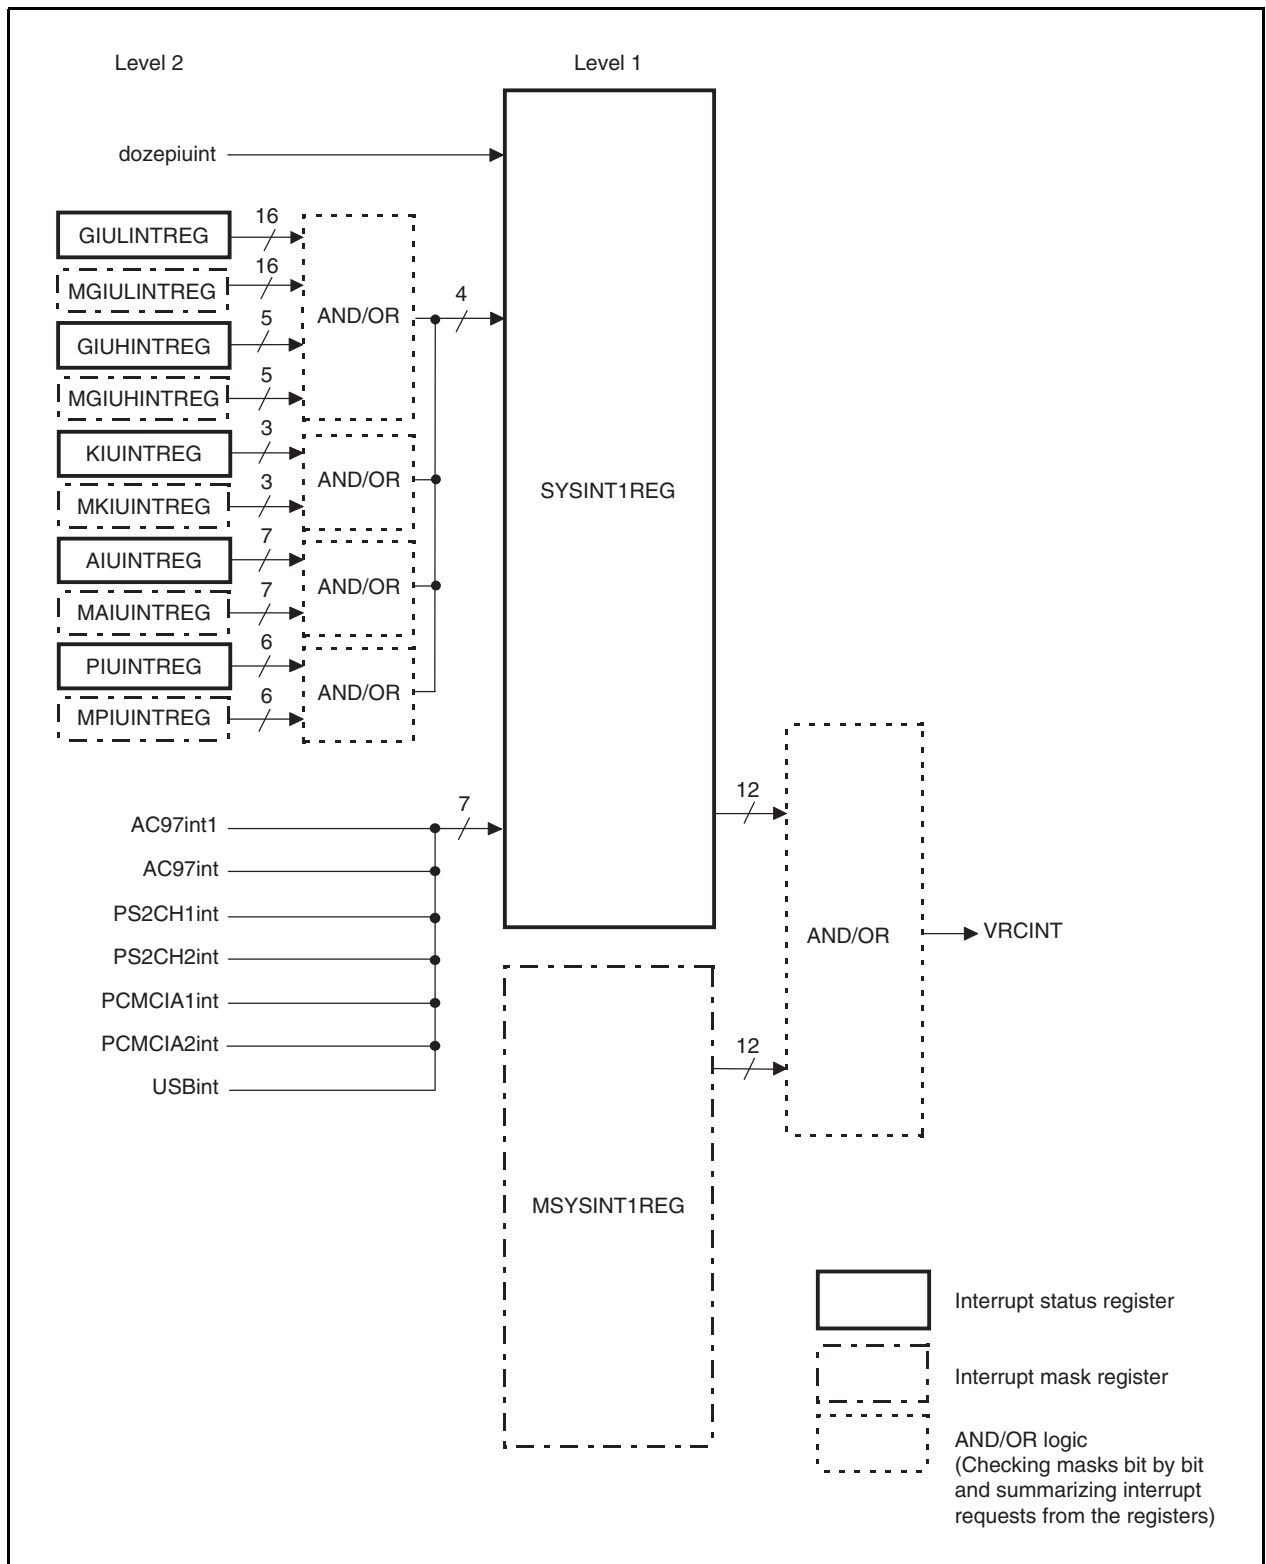 Level 2
Level 1
dozepiuint
GIULINTREG
16
MGIULINTREG
16
AND/OR
4
GIUHINTREG
5
MGIUHINTREG
5
KIUINTREG
3
AND/OR
MKIUINTREG
3
SYSINT1REG
AIUINTREG
7
AND/OR
MAIUINTREG
7
PIUINTREG
6
AND/OR
MPIUINTREG
6
AC97int1
7
12
AC97int
PS2CH1int
AND/OR
VRCINT
PS2CH2int
PCMCIA1int
PCMCIA2int
12
USBint
MSYSINT1REG
Interrupt status register
Interrupt mask register
AND/OR logic
(Checking masks bit by bit
and summarizing interrupt
requests from the registers)